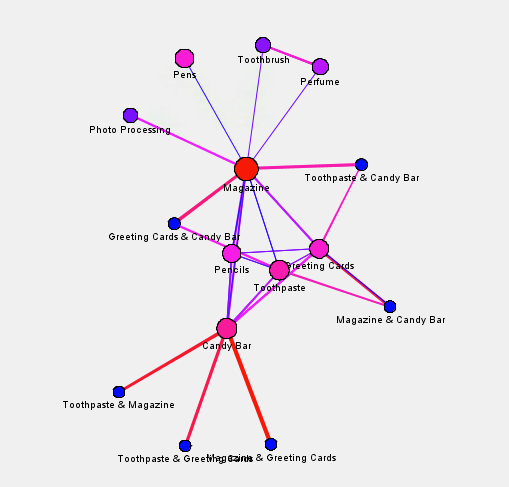 Toothbrush
Pens
Perfume
Photo Processing
Toothpaste & Candy Bar
Magazine
Greeting Cards & Candy Bar
Pencils
Greeting Cards
Toothpaste
Magazine & Candy Bar
Candy Bar
Toothpaste & Magazine
Toothpaste & Greeting Cards
Magazine & Greeting Cards